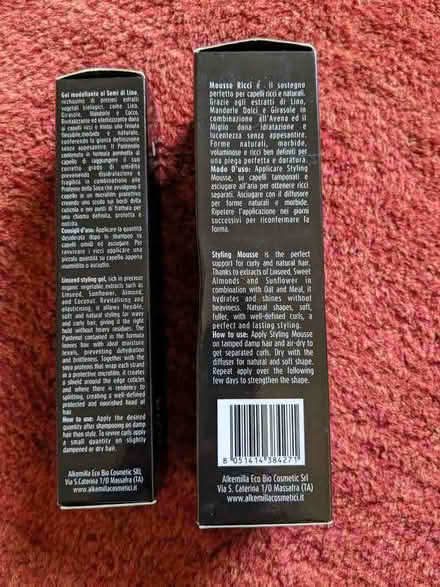 Gel modellante ai Semi di Lino,
ricchissimo di preziosi estratti
vegetali biologici, come Lino,
Girasole, Mandorle e Cocco.
Rivitalizzante ed elasticizzante dona
ai capelli ricci e mossi una tenuta
flessibile,morbida e naturale,
conferendo la giusta definizione
senza appesantire. Il Pantenolo
contenuto in formula permette al
capello di raggiungere il suo
corretto grado di umidità
prevenendo disidratazione e
fragilità in combinazione alle
Proteine della Soya che avvolgono il
capello in un microfilm protettivo
creando uno scudo sui bordi della
cuticola e nei punti di frattura per
una chioma definita, protetta e
nutrita.
Consigli d'uso: Applicare la quantità
desiderata dopo lo shampoo su
capelli umidi ed asciugare. Per
ravvivare i ricci applicare una
piccola quantità su capello appena
inumidito o asciutto.
Linseed styling gel, rich in precious
organic vegetable extracts such as
Linseed, Sunflower, Almond,
and Coconut. Revitalizing and
elasticising, it allows flexible,
soft and natural styling for wavy
and curly hair, giving it the right
hold without heavy residues. The
Pantenol contained in the formula
leaves hair with ideal moisture
levels, preventing dehydration
and brittleness. Together with the
soya proteins that wrap each strand
in a protective microfilm, it creates
a shield around the edge cuticles
and where there is tendency to
splitting, creating a well-defined
protected and nourished head of
hair.
How to use: Apply the desired
quantity after shampooing on damp
hair than style. To revive curls apply
a small quantity on slightly
dampened or dry hair.
Alkemilla Eco Bio Cosmetic SRL
Via S.Caterina 1/0 Massafra (TA)
www.alkemillacosmetici.it
Mousse Ricci è il sostegno
perfetto per capelli ricci e naturali.
Grazie agli estratti di Lino,
Mandorle Dolci e Girasole in
combinazione all'Avena ed il
Miglio dona idratazione e
lucentezza senza appesantire.
Forme naturali, morbide,
voluminose e ricci ben definiti per
una piega perfetta e duratura.
Modo D'uso: Applicare Styling
Mousse, su capelli tamponati e
asciugare all'aria per ottenere ricci
separati. Asciugare con il diffusore
per forme naturali e morbide.
Ripetere l'applicazione nei giorni
successivi per riconfermare la
forma.
Styling Mousse is the perfect
support for curly and natural hair.
Thanks to extracts of Linseed, Sweet
Almonds and Sunflower in
combination with Oat and Meal, it
hydrates and shines without
heaviness. Natural shapes, soft,
fuller, with well-defined curls, a
perfect and lasting styling.
How to use: Apply Styling Mousse
on tamped damp hair and air-dry to
get separated curls. Dry with the
diffuser for natural and soft shape.
Repeat apply over the following
few days to strengthen the shape.
8 051414 384271
Alkemilla Eco Bio Cosmetic Srl
Via S. Caterina 1/0 Massafra (TA)
www.alkemillacosmetici.it